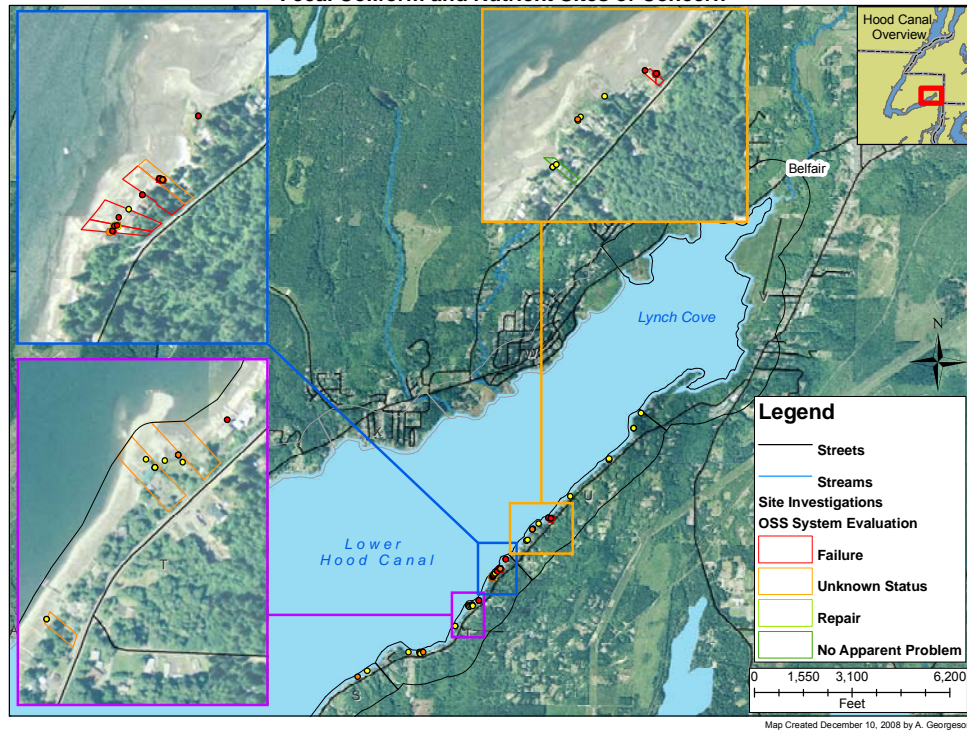 Fecal Coliform and Nutrient Sites of Concern
Hood Canal
Overview
Belfair
Lynch Cove
N
Lower
Hood Canal
U
T
S
Legend
Streets
Streams
Site Investigations
OSS System Evaluation
Failure
Unknown Status
Repair
No Apparent Problem
0 1,550 3,100 6,200
Feet
Map Created December 10, 2008 by A. Georgeson